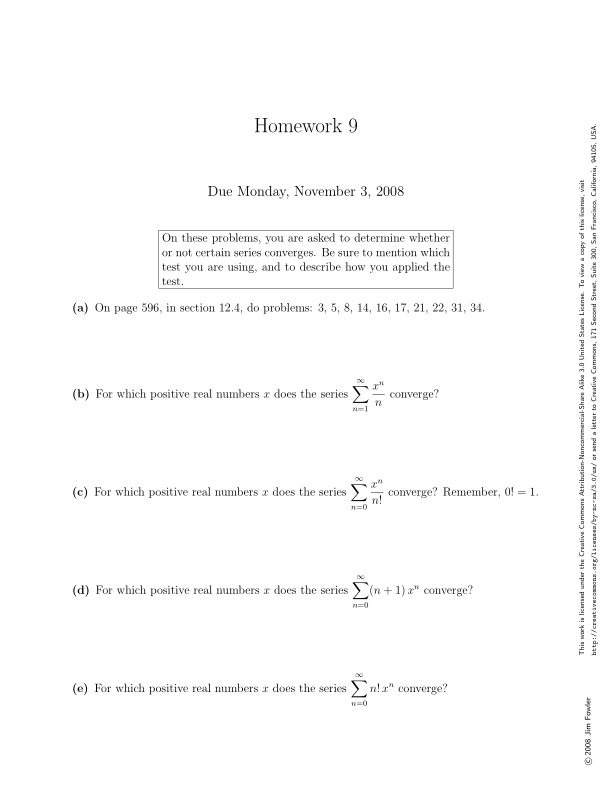 Homework 9
Due Monday, November 3, 2008
On these problems, you are asked to determine whether
or not certain series converges. Be sure to mention which
test you are using, and to describe how you applied the
test.
(a) On page 596, in section 12.4, do problems: 3, 5, 8, 14, 16, 17, 21, 22, 31, 34.
(b) For which positive real numbers x does the series $\sum_{n=1}^{\infty} \frac{x^n}{n}$ converge?
(c) For which positive real numbers x does the series $\sum_{n=0}^{\infty} \frac{x^n}{n!}$ converge? Remember, 0! = 1.
(d) For which positive real numbers x does the series $\sum_{n=0}^{\infty} (n+1)\, x^n$ converge?
(e) For which positive real numbers x does the series $\sum_{n=0}^{\infty} n!\, x^n$ converge?
This work is licensed under the Creative Commons Attribution-Noncommercial-Share Alike 3.0 United States License. To view a copy of this license, visit
http://creativecommons.org/licenses/by-nc-sa/3.0/us/ or send a letter to Creative Commons, 171 Second Street, Suite 300, San Francisco, California, 94105, USA.
© 2008 Jim Fowler